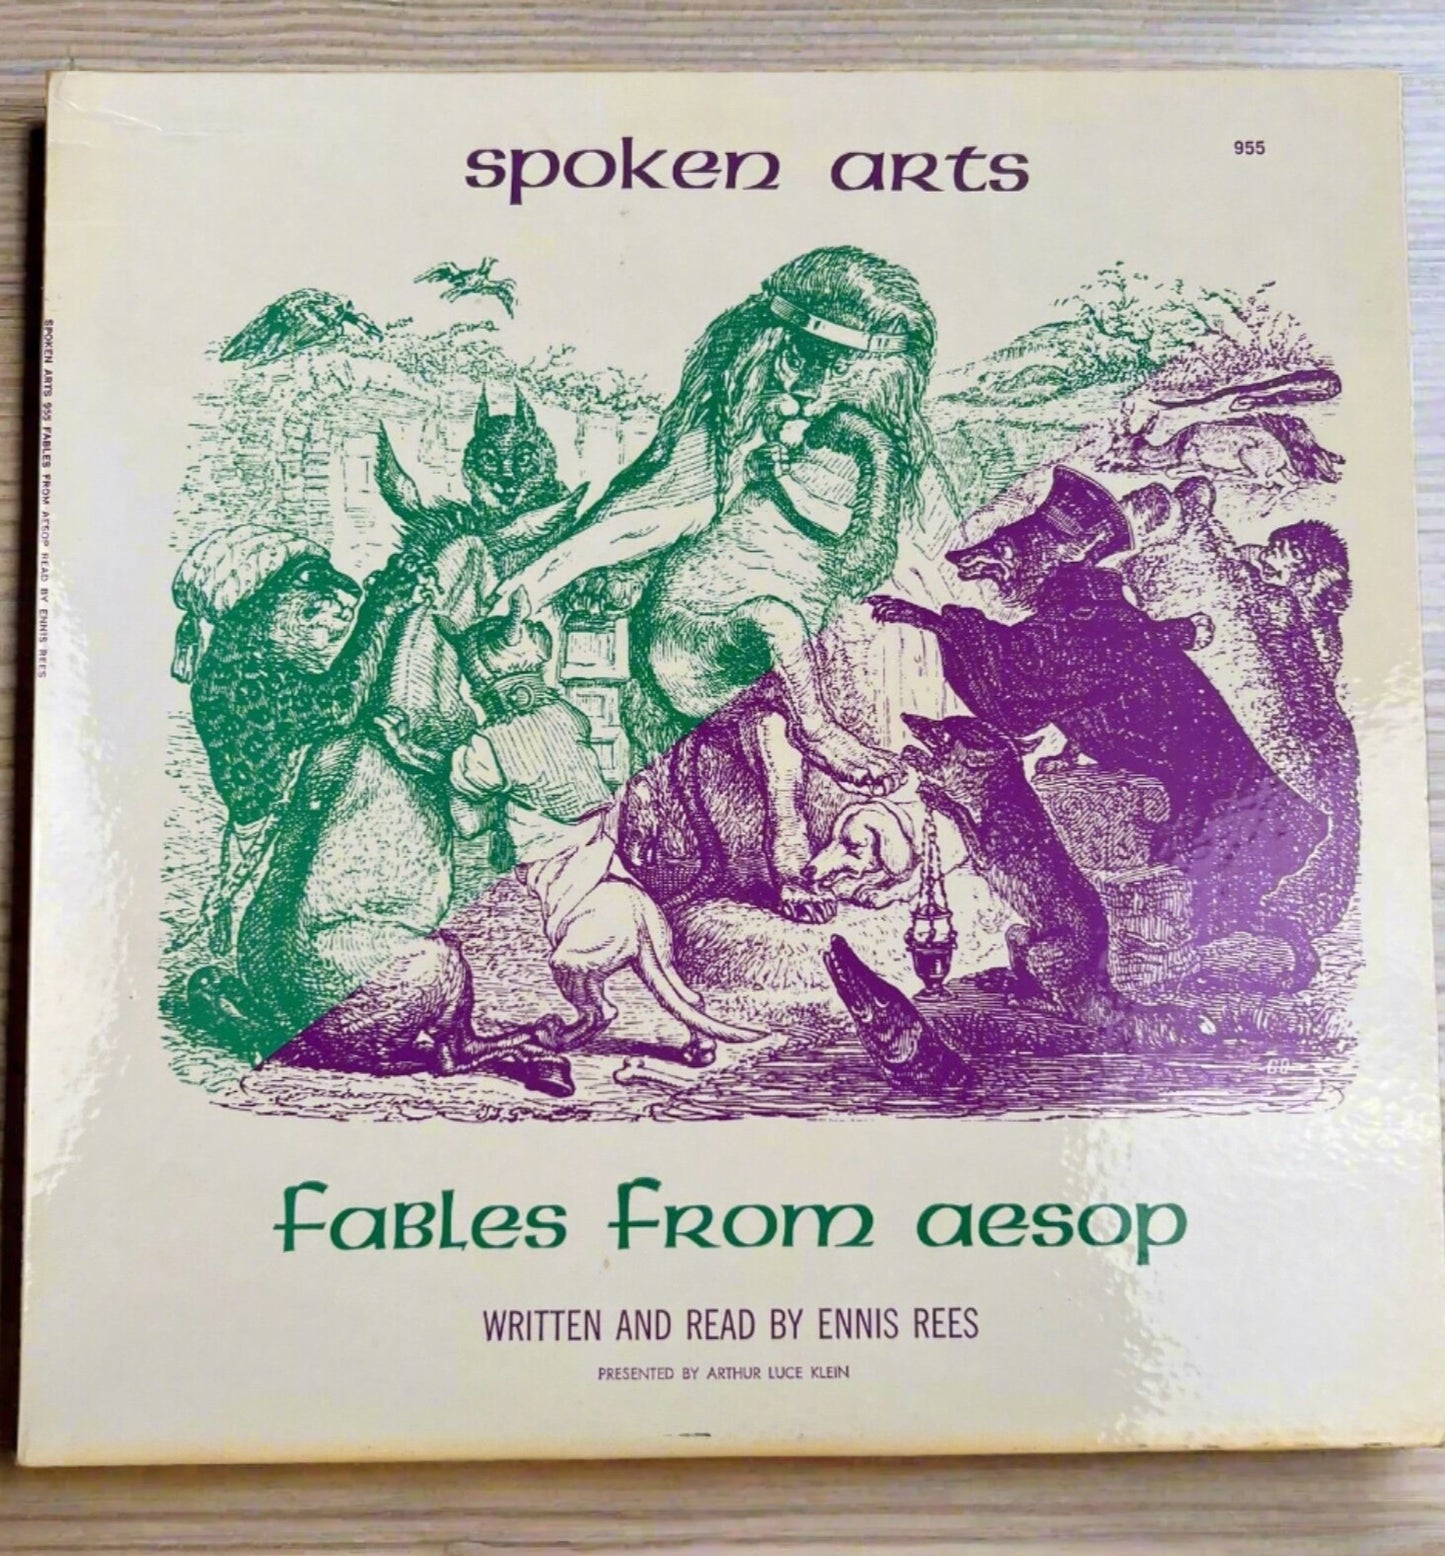 spoken arts
955
SPOKEN ARTS 955 FABLES FROM AESOP READ BY ENNIS REES
fables from aesop
WRITTEN AND READ BY ENNIS REES
PRESENTED BY ARTHUR LUCE KLEIN